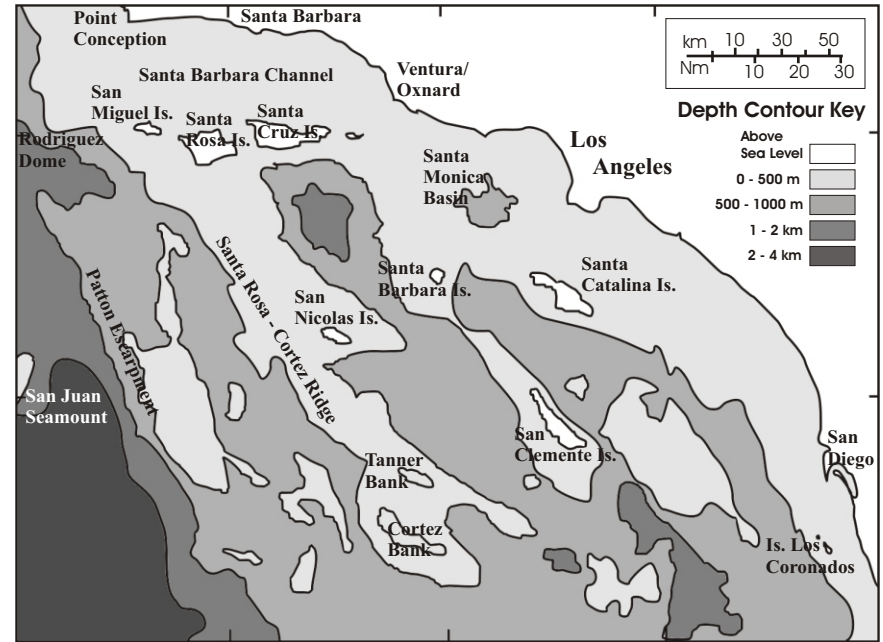 Point
Conception
Santa Barbara
Santa Barbara Channel
Ventura/
Oxnard
San
Miguel Is.
Santa
Rosa Is.
Santa
Cruz Is.
Rodriguez
Dome
Santa
Monica
Basin
Los
Angeles
km 10 30 50
Nm 10 20 30
Depth Contour Key
Above
Sea Level
0 - 500 m
500 - 1000 m
1 - 2 km
2 - 4 km
Patton Escarpment
Santa Rosa - Cortez Ridge
Santa
Barbara Is.
Santa
Catalina Is.
San
Nicolas Is.
San Juan
Seamount
San
Clemente Is.
Tanner
Bank
Cortez
Bank
San
Diego
Is. Los
Coronados